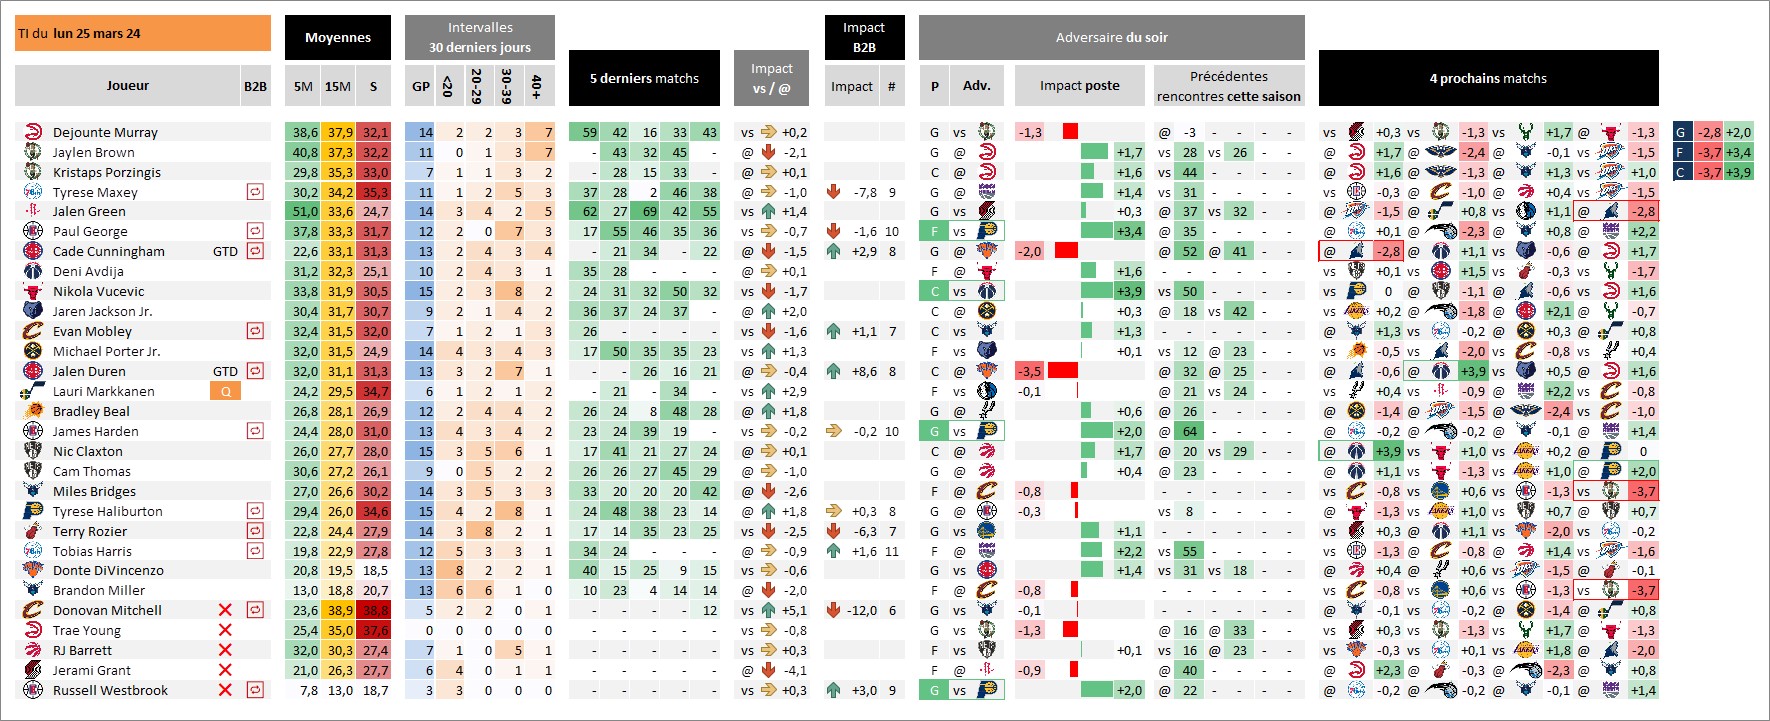 TI du lun 25 mars 24 Moyennes Intervalles 30 derniers jours 5 derniers matchs Impact vs / @ Impact B2B Adversaire du soir 4 prochains matchs
Joueur B2B 5M 15M S GP <20 20-29 30-39 40+ Impact # P Adv. Impact poste Précédentes rencontres cette saison
Dejounte Murray 38,6 37,9 32,1 14 2 2 3 7 59 42 16 33 43 vs +0,2 G vs -1,3 @ -3 - - - vs +0,3 vs -1,3 vs +1,7 @ -1,3 G -2,8 +2,0
Jaylen Brown 40,8 37,3 32,2 11 0 1 3 7 - 43 32 45 - @ -2,1 G @ +1,7 vs 28 vs 26 - - @ +1,7 @ -2,4 @ -0,1 vs -1,5 F -3,7 +3,4
Kristaps Porzingis 29,8 35,3 33,0 7 1 1 3 2 - 28 15 33 - @ +0,1 C @ +1,6 vs 44 - - - @ +1,6 @ -1,3 @ +1,3 vs +1,0 C -3,7 +3,9
Tyrese Maxey 30,2 34,2 35,3 11 1 2 5 3 37 28 2 46 38 @ -1,0 -7,8 9 G @ +1,4 vs 31 - - - vs -0,3 @ -1,0 @ +0,4 vs -1,5
Jalen Green 51,0 33,6 24,7 14 3 4 2 5 62 27 69 42 55 vs +1,4 G vs +0,3 @ 37 vs 32 - - @ -1,5 @ +0,8 vs +1,1 @ -2,8
Paul George 37,8 33,3 31,7 12 2 0 7 3 17 55 46 35 36 vs -0,7 -1,6 10 F vs +3,4 @ 35 - - - @ +0,1 @ -2,3 @ +0,8 @ +2,2
Cade Cunningham GTD 22,6 33,1 31,3 13 2 4 3 4 - 21 34 - 22 @ -1,5 +2,9 8 G @ -2,0 @ 52 @ 41 - - @ -2,8 @ +1,1 vs -0,6 @ +1,7
Deni Avdija 31,2 32,3 25,1 10 2 4 3 1 35 28 - - - @ +0,1 F @ +1,6 - - - - vs +0,1 vs +1,5 vs -0,3 vs -1,7
Nikola Vucevic 33,8 31,9 30,5 15 2 3 8 2 24 31 32 50 32 @ -1,7 C vs +3,9 vs 50 - - - vs 0 @ -1,1 @ -0,6 vs +1,6
Jaren Jackson Jr. 30,4 31,7 30,7 9 2 1 4 2 36 37 24 37 - @ +2,0 C @ +0,3 @ 18 vs 42 - - vs +0,2 @ -1,8 @ +2,1 @ -0,7
Evan Mobley 32,4 31,5 32,0 7 1 2 1 3 26 - - - - vs -1,6 +1,1 7 C vs +1,3 - - - - @ +1,3 vs -0,2 @ +0,3 @ +0,8
Michael Porter Jr. 32,0 31,5 24,9 14 4 3 4 3 17 50 35 35 23 vs +1,3 F vs +0,1 vs 12 @ 23 - - vs -0,5 vs -2,0 vs -0,8 vs +0,4
Jalen Duren GTD 32,0 31,1 31,3 13 3 2 7 1 - - 26 16 21 @ -0,4 +8,6 8 C @ -3,5 @ 32 @ 25 - - @ -0,6 @ +3,9 vs +0,5 @ +1,6
Lauri Markkanen Q 24,2 29,5 34,7 6 1 2 1 2 - 21 - 34 - vs +2,9 F vs -0,1 @ 21 @ 24 - - vs +0,4 vs -0,9 @ +2,2 vs -0,8
Bradley Beal 26,8 28,1 26,9 12 2 4 4 2 26 24 8 48 28 @ +1,8 G @ +0,6 @ 26 - - - @ -1,4 @ -1,5 @ -2,4 vs -1,0
James Harden 24,4 28,0 31,0 13 4 3 4 2 23 24 39 19 - vs -0,2 -0,2 10 G vs +2,0 @ 64 - - - @ -0,2 @ -0,2 @ -0,1 @ +1,4
Nic Claxton 26,0 27,7 28,0 15 3 5 6 1 17 41 21 27 24 @ +0,1 C @ +1,7 @ 20 vs 29 - - @ +3,9 vs +1,0 vs +0,2 @ 0
Cam Thomas 30,6 27,2 26,1 9 0 5 2 2 26 26 27 45 29 @ -1,0 G @ +0,4 @ 23 - - - @ +1,1 vs -1,3 vs +1,0 @ +2,0
Miles Bridges 27,0 26,6 30,2 14 3 5 3 3 33 20 20 20 42 @ -2,6 F @ -0,8 - - - - vs -0,8 vs +0,6 vs -1,3 vs -3,7
Tyrese Haliburton 29,4 26,0 34,6 15 4 2 8 1 24 48 38 23 14 @ +1,8 +0,3 8 G @ -0,3 vs 8 - - - @ -1,3 vs +0,4 @ +0,7 vs +0,7
Terry Rozier 22,8 24,4 27,9 14 3 8 2 1 17 14 35 23 25 vs -2,5 -6,3 7 G vs +1,1 - - - - vs +0,3 @ +1,1 vs -2,0 vs -0,2
Tobias Harris 19,8 22,9 27,8 12 5 3 3 1 34 24 - - - @ -0,9 +1,6 11 F @ +2,2 vs 55 - - - vs -1,3 @ -0,8 @ +1,4 vs -1,6
Donte DiVincenzo 20,8 19,5 18,5 13 8 2 2 1 40 15 25 9 15 vs -0,6 G vs +1,4 vs 31 vs 18 - - @ +0,4 @ +0,6 vs -1,5 @ -0,1
Brandon Miller 13,0 18,8 20,7 13 6 6 1 0 10 23 4 14 14 @ -2,0 F @ -0,8 - - - - vs -0,8 vs +0,6 vs -1,3 vs -3,7
Donovan Mitchell 23,6 38,9 38,8 5 2 2 0 1 - - - - 12 vs +5,1 -12,0 6 G vs -0,1 - - - - @ -0,1 vs -0,2 @ -1,4 @ +0,8
Trae Young 25,4 35,0 37,6 0 0 0 0 0 - - - - - vs -0,8 G vs -1,3 @ 16 @ 33 - - vs +0,3 vs -1,3 vs +1,7 @ -1,3
RJ Barrett 32,0 30,3 27,4 7 1 0 5 1 - - - - - vs +0,3 F vs +0,1 vs 16 @ 23 - - vs -0,3 vs +0,1 vs +1,8 @ -2,0
Jerami Grant 21,0 26,3 27,7 6 4 0 1 1 - - - - - @ -4,1 F @ -0,9 @ 40 - - - @ +2,3 @ -0,3 @ -2,3 @ +0,8
Russell Westbrook 7,8 13,0 18,7 3 3 0 0 0 - - - - - vs +0,3 +3,0 9 G vs +2,0 @ 22 - - - @ -0,2 @ -0,2 @ -0,1 @ +1,4